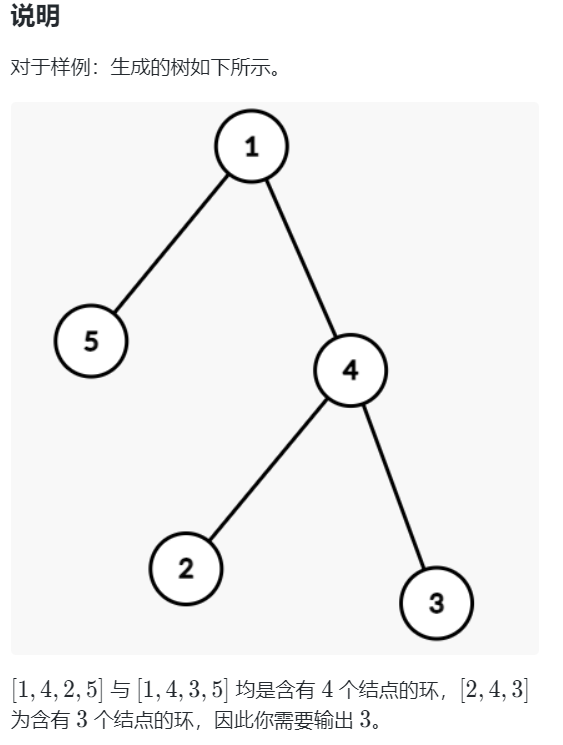 说明
对于样例：生成的树如下所示。
1
5
4
2
3
[1, 4, 2, 5] 与 [1, 4, 3, 5] 均是含有 4 个结点的环，[2, 4, 3]
为含有 3 个结点的环，因此你需要输出 3。